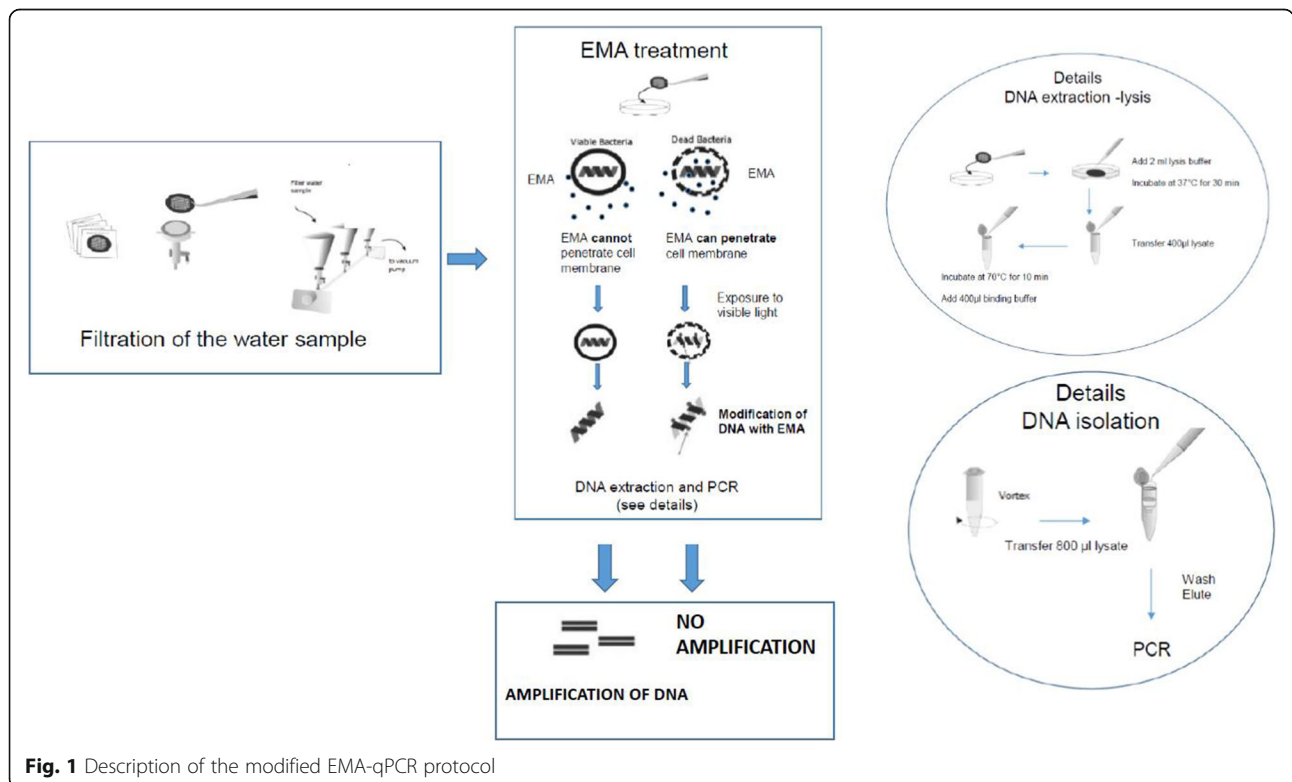 Filter water
sample
to vacuum
pump
Filtration of the water sample
EMA treatment
Viable Bacteria
Dead Bacteria
EMA
EMA
EMA cannot
penetrate cell
membrane
EMA can penetrate
cell membrane
Exposure to
visible light
Modification of
DNA with EMA
DNA extraction and PCR
(see details)
NO
AMPLIFICATION
AMPLIFICATION OF DNA
Details
DNA extraction -lysis
Add 2 ml lysis buffer
Incubate at 37°C for 30 min
Transfer 400µl lysate
Incubate at 70°C for 10 min
Add 400µl binding buffer
Details
DNA isolation
Vortex
Transfer 800 µl lysate
Wash
Elute
PCR
Fig. 1 Description of the modified EMA-qPCR protocol